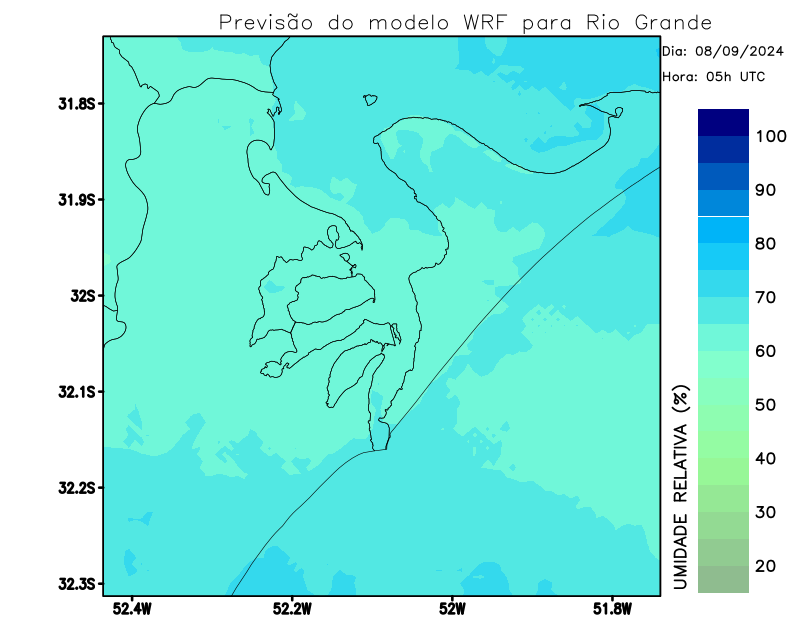 Previsão do modelo WRF para Rio Grande
Dia: 08/09/2024
Hora: 05h UTC
31.8S
31.9S
32S
32.1S
32.2S
32.3S
52.4W
52.2W
52W
51.8W
100
90
80
70
60
50
40
30
20
UMIDADE RELATIVA (%)